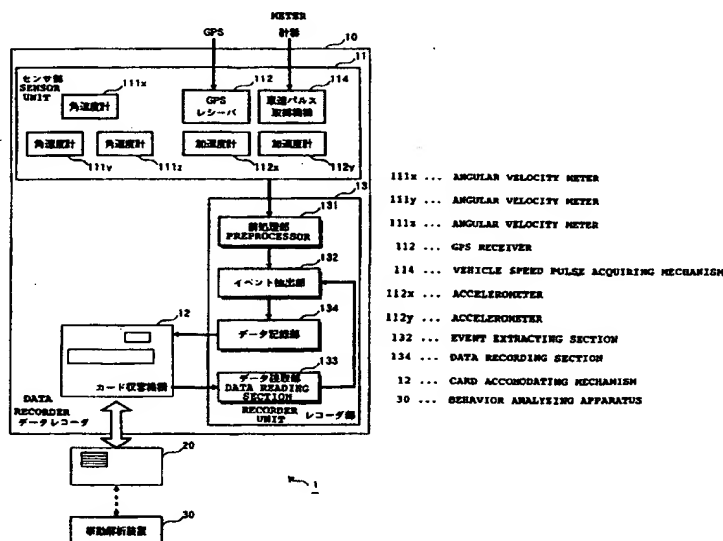 METER
GPS
計器
10
11
センサ部
SENSOR
UNIT
111x
112
114
角速度計
GPS
レシーバ
車速パルス
取得機構
角速度計
角速度計
加速度計
加速度計
111y
111z
112x
112y
13
131
前処理部
PREPROCESSOR
132
イベント抽出部
134
データ記録部
12
カード収容機構
133
データ読取部
DATA READING
SECTION
RECORDER
UNIT
レコーダ部
DATA
RECORDER
データレコーダ
20
1
30
挙動解析装置
111x ... ANGULAR VELOCITY METER
111y ... ANGULAR VELOCITY METER
111z ... ANGULAR VELOCITY METER
112 ... GPS RECEIVER
114 ... VEHICLE SPEED PULSE ACQUIRING MECHANISM
112x ... ACCELEROMETER
112y ... ACCELEROMETER
132 ... EVENT EXTRACTING SECTION
134 ... DATA RECORDING SECTION
12 ... CARD ACCOMODATING MECHANISM
30 ... BEHAVIOR ANALYZING APPARATUS